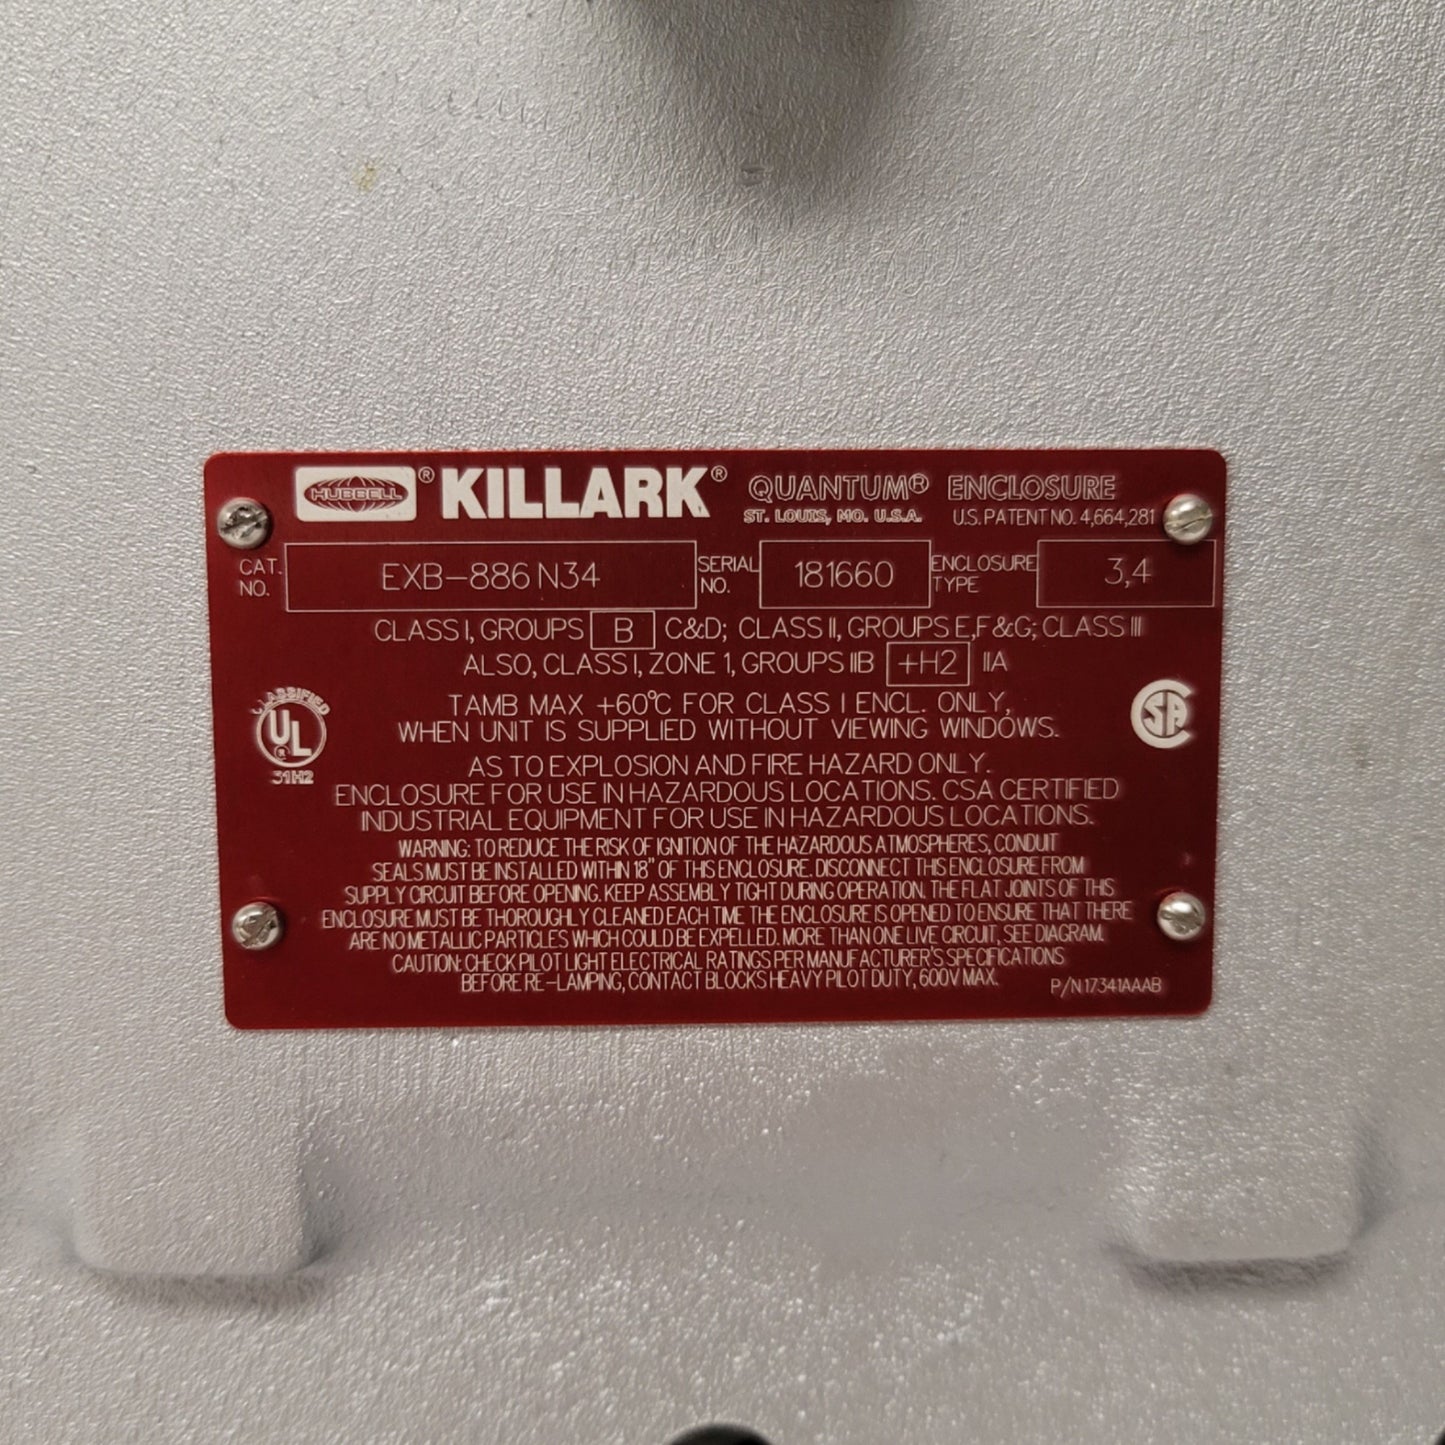 HUBBELL® KILLARK® QUANTUM® ENCLOSURE
ST. LOUIS, MO. U.S.A. U.S. PATENT NO. 4,664,281
CAT. NO. EXB-886 N34 SERIAL NO. 181660 ENCLOSURE TYPE 3,4
CLASS I, GROUPS B C&D; CLASS II, GROUPS E,F&G; CLASS III
ALSO, CLASS I, ZONE 1, GROUPS IIB +H2 IIA
TAMB MAX +60°C FOR CLASS I ENCL. ONLY,
WHEN UNIT IS SUPPLIED WITHOUT VIEWING WINDOWS.
CLASSIFIED
UL®
31H2
CSA
AS TO EXPLOSION AND FIRE HAZARD ONLY.
ENCLOSURE FOR USE IN HAZARDOUS LOCATIONS. CSA CERTIFIED
INDUSTRIAL EQUIPMENT FOR USE IN HAZARDOUS LOCATIONS.
WARNING: TO REDUCE THE RISK OF IGNITION OF THE HAZARDOUS ATMOSPHERES, CONDUIT
SEALS MUST BE INSTALLED WITHIN 18" OF THIS ENCLOSURE. DISCONNECT THIS ENCLOSURE FROM
SUPPLY CIRCUIT BEFORE OPENING. KEEP ASSEMBLY TIGHT DURING OPERATION. THE FLAT JOINTS OF THIS
ENCLOSURE MUST BE THOROUGHLY CLEANED EACH TIME THE ENCLOSURE IS OPENED TO ENSURE THAT THERE
ARE NO METALLIC PARTICLES WHICH COULD BE EXPELLED. MORE THAN ONE LIVE CIRCUIT, SEE DIAGRAM.
CAUTION: CHECK PILOT LIGHT ELECTRICAL RATINGS PER MANUFACTURER'S SPECIFICATIONS
BEFORE RE-LAMPING, CONTACT BLOCKS HEAVY PILOT DUTY, 600V MAX.
P/N 17341AAAB